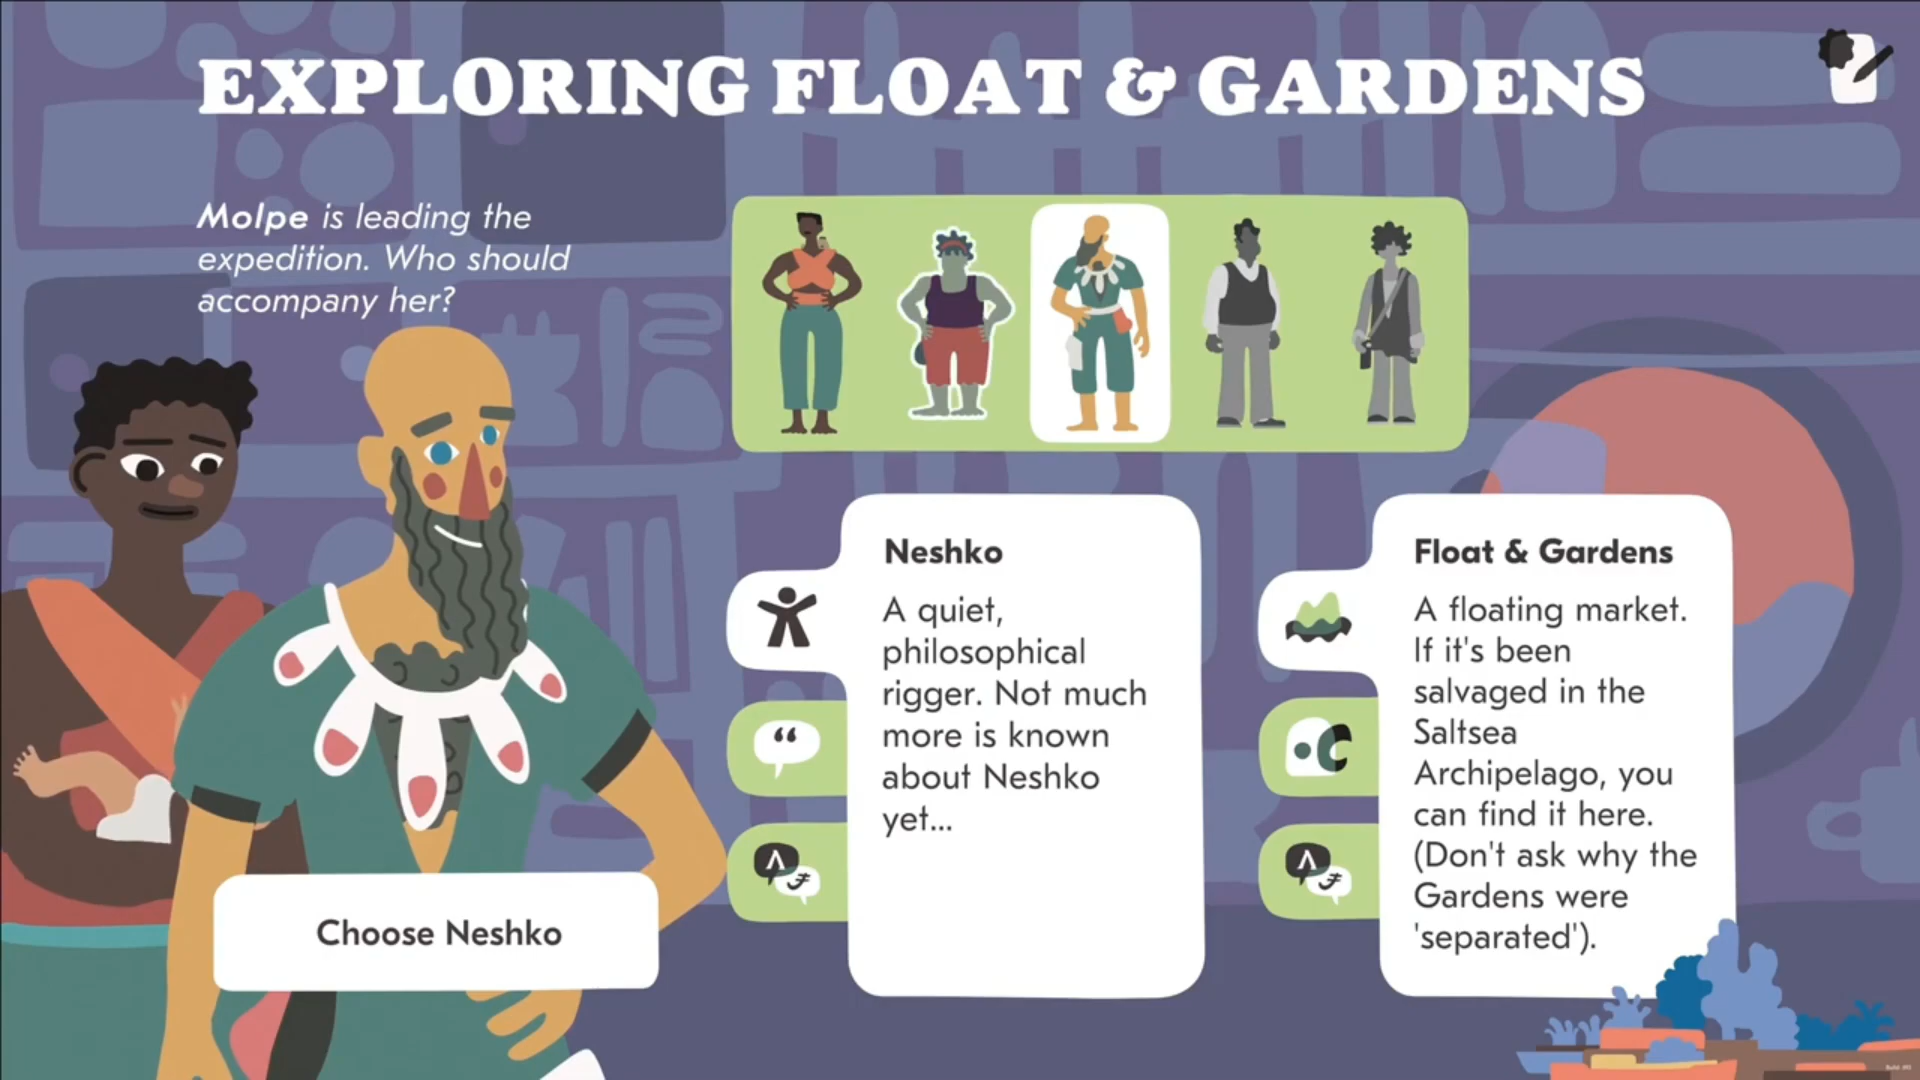 EXPLORING FLOAT & GARDENS
Molpe is leading the
expedition. Who should
accompany her?
Neshko
A quiet,
philosophical
rigger. Not much
more is known
about Neshko
yet...
Float & Gardens
A floating market.
If it's been
salvaged in the
Saltsea
Archipelago, you
can find it here.
(Don't ask why the
Gardens were
'separated').
Choose Neshko